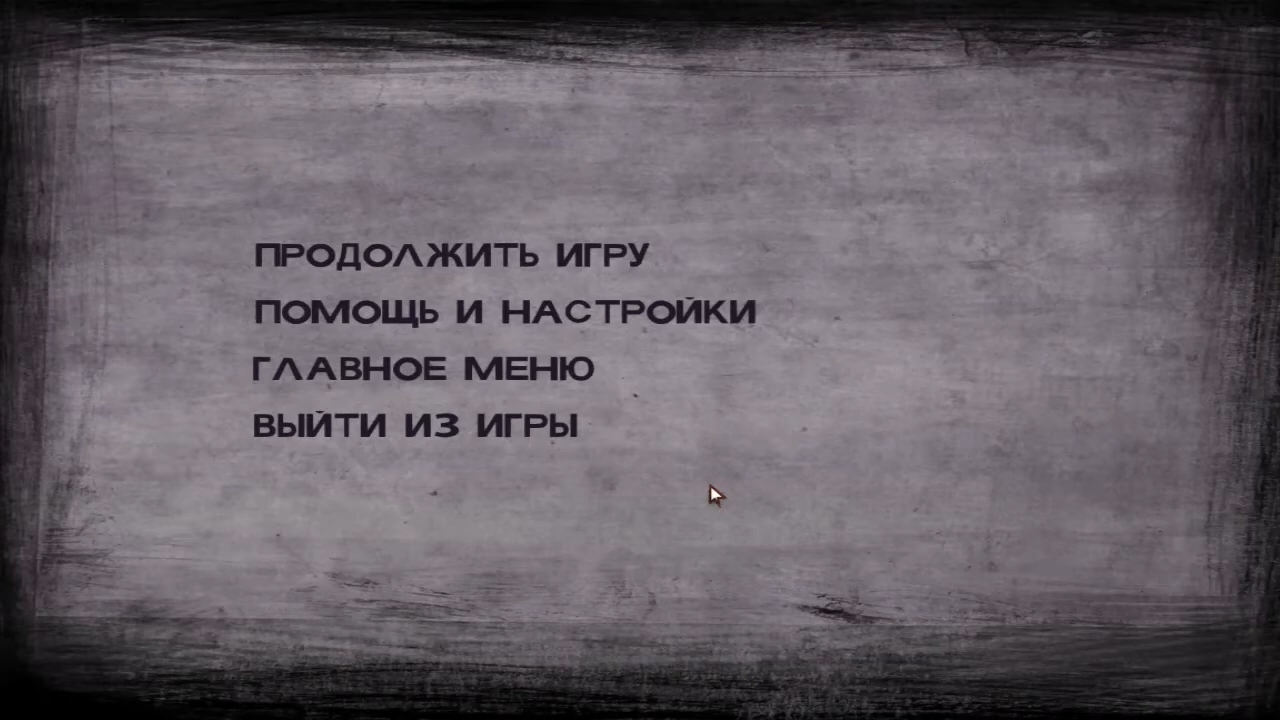 ПРОДОЛЖИТЬ ИГРУ
ПОМОЩЬ И НАСТРОЙКИ
ГЛАВНОЕ МЕНЮ
ВЫЙТИ ИЗ ИГРЫ